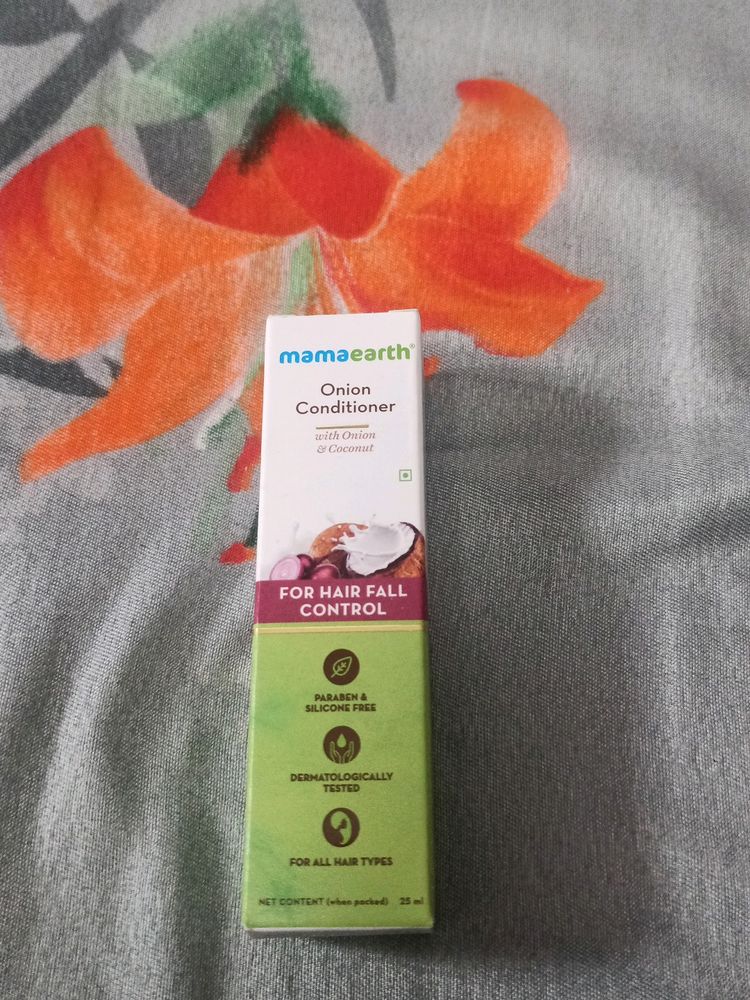 mamaearth®
Onion
Conditioner
with Onion
& Coconut
FOR HAIR FALL
CONTROL
PARABEN &
SILICONE FREE
DERMATOLOGICALLY
TESTED
FOR ALL HAIR TYPES
NET CONTENT (when packed) 25 ml